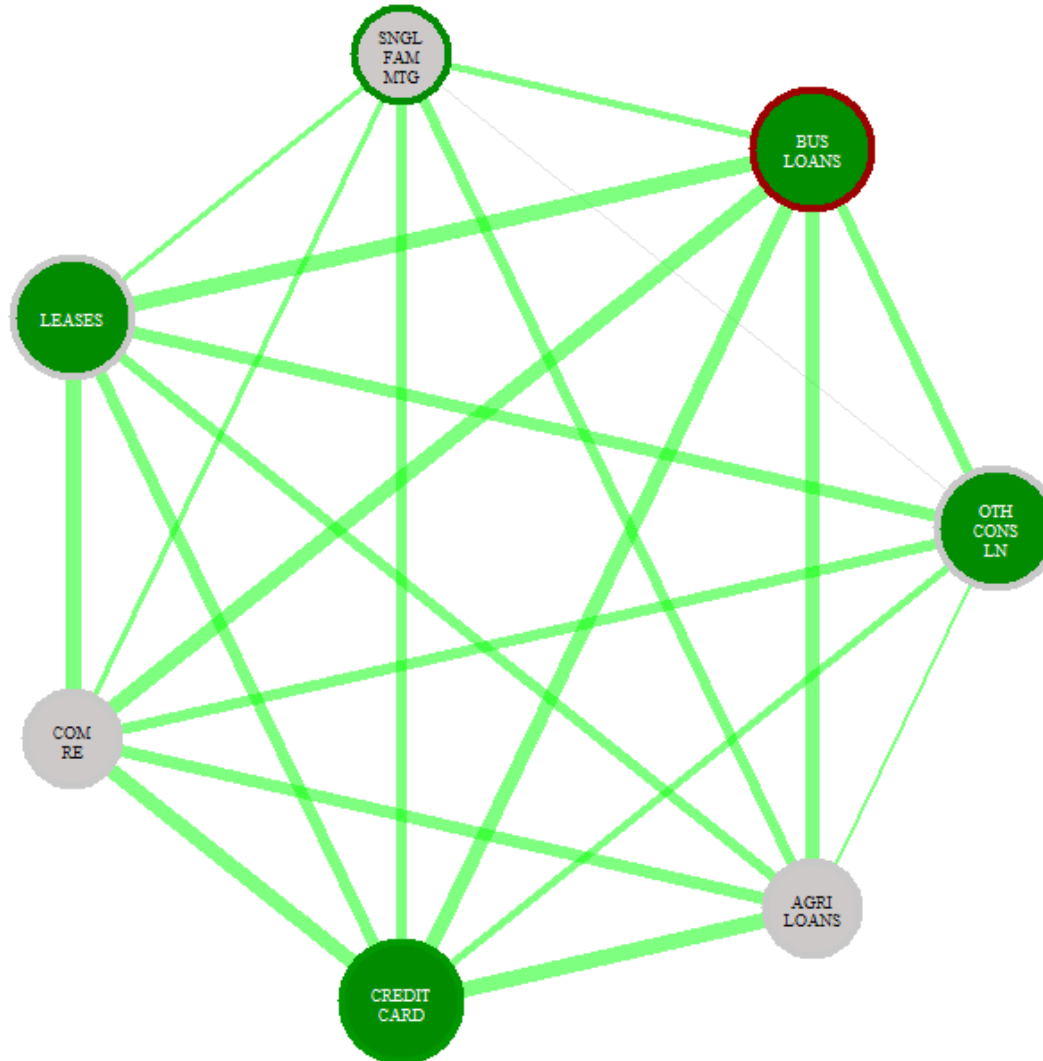 SNGL
FAM
MTG
BUS
LOANS
LEASES
OTH
CONS
LN
COM
RE
AGRI
LOANS
CREDIT
CARD